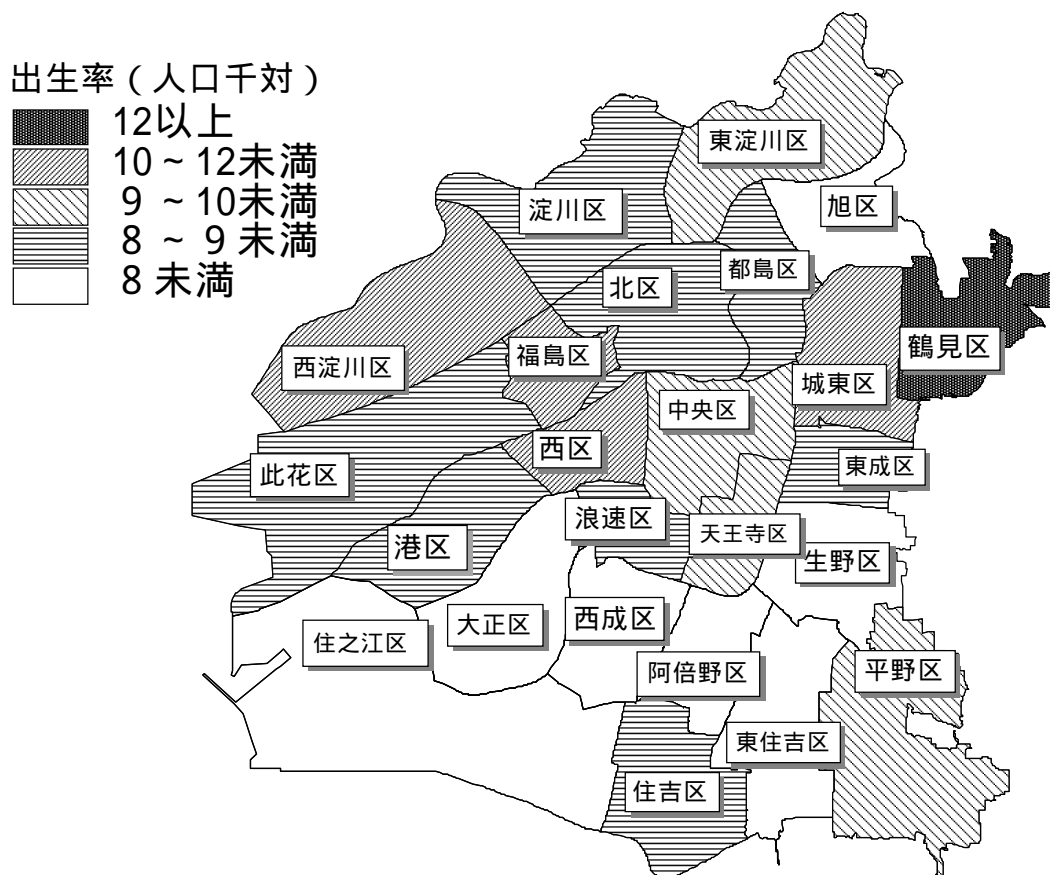 出生率（人口千対）
12以上
10～12未満
9～10未満
8～9未満
8未満
東淀川区
淀川区
旭区
都島区
北区
鶴見区
福島区
西淀川区
城東区
中央区
西区
東成区
此花区
浪速区
天王寺区
港区
生野区
西成区
大正区
住之江区
阿倍野区
平野区
東住吉区
住吉区